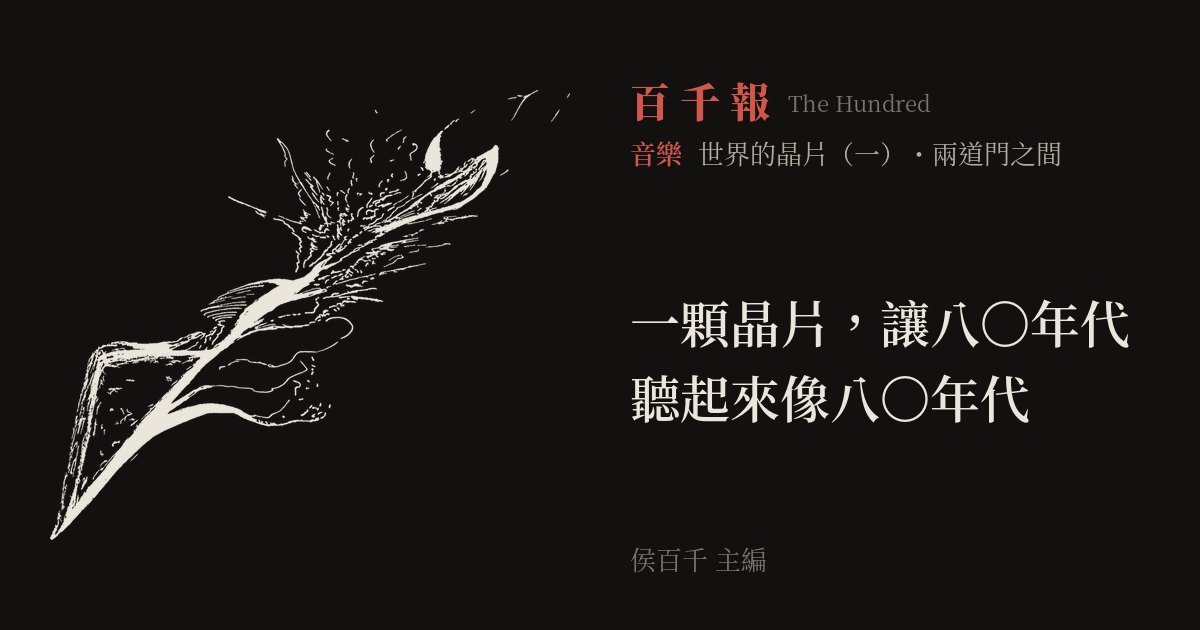 百千報 The Hundred
音樂 世界的晶片（一）・兩道門之間
一顆晶片，讓八〇年代
聽起來像八〇年代
侯百千 主編